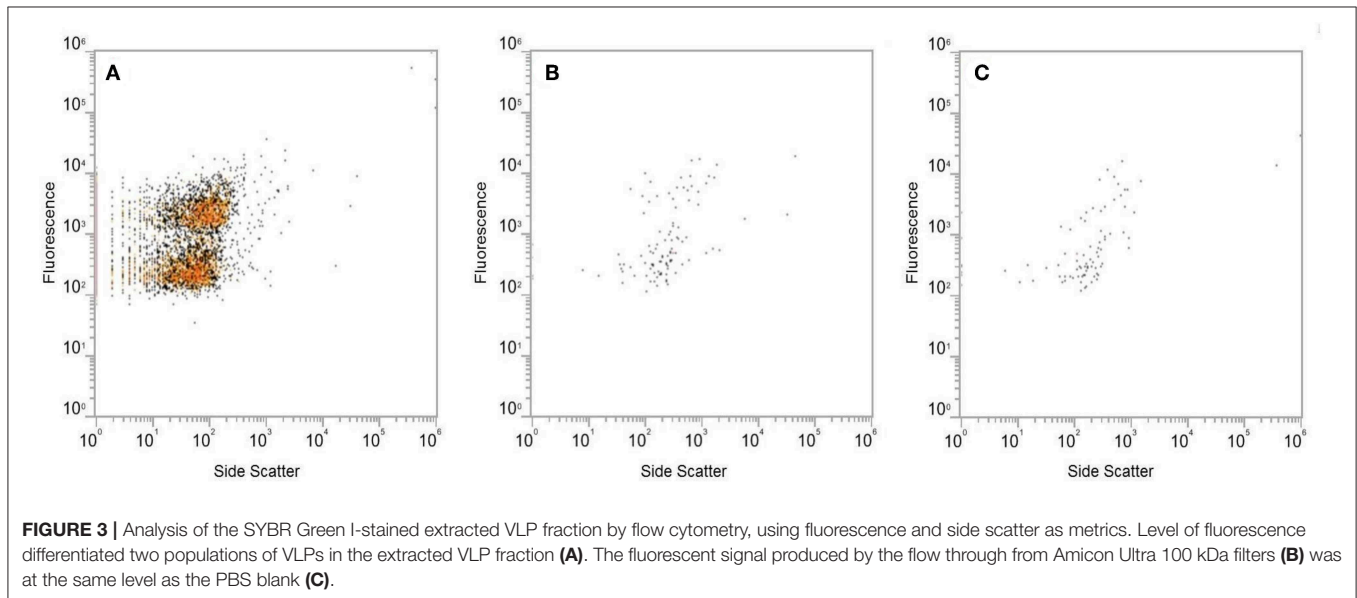 A
10⁶
10⁵
10⁴
10³
10²
10¹
10⁰
Fluorescence
10⁰ 10¹ 10² 10³ 10⁴ 10⁵ 10⁶
Side Scatter
B
10⁶
10⁵
10⁴
10³
10²
10¹
10⁰
Fluorescence
10⁰ 10¹ 10² 10³ 10⁴ 10⁵ 10⁶
Side Scatter
C
10⁶
10⁵
10⁴
10³
10²
10¹
10⁰
Fluorescence
10⁰ 10¹ 10² 10³ 10⁴ 10⁵ 10⁶
Side Scatter
FIGURE 3 | Analysis of the SYBR Green I-stained extracted VLP fraction by flow cytometry, using fluorescence and side scatter as metrics. Level of fluorescence
differentiated two populations of VLPs in the extracted VLP fraction (A). The fluorescent signal produced by the flow through from Amicon Ultra 100 kDa filters (B) was
at the same level as the PBS blank (C).